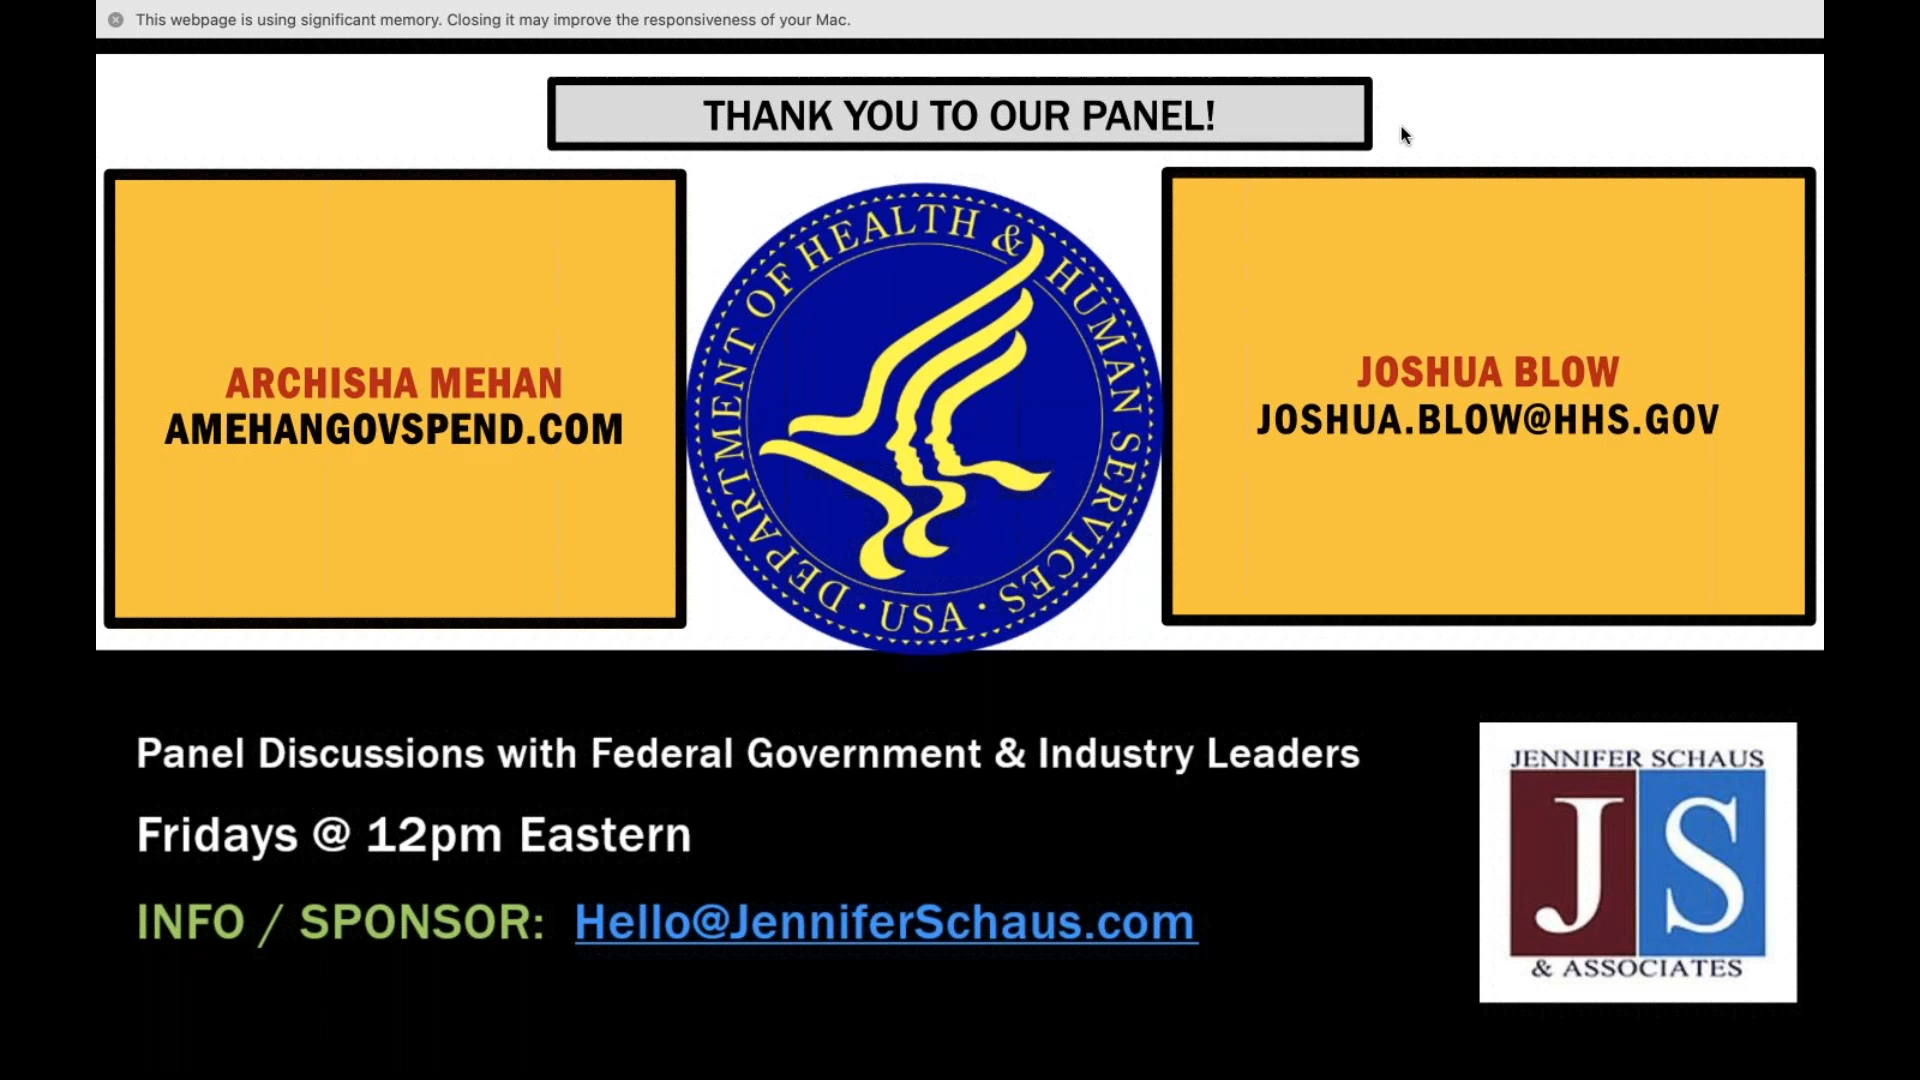 This webpage is using significant memory. Closing it may improve the responsiveness of your Mac.
THANK YOU TO OUR PANEL!
ARCHISHA MEHAN
AMEHANGOVSPEND.COM
DEPARTMENT OF HEALTH & HUMAN SERVICES · USA ·
JOSHUA BLOW
JOSHUA.BLOW@HHS.GOV
Panel Discussions with Federal Government & Industry Leaders
Fridays @ 12pm Eastern
INFO / SPONSOR: Hello@JenniferSchaus.com
JENNIFER SCHAUS
JS
& ASSOCIATES